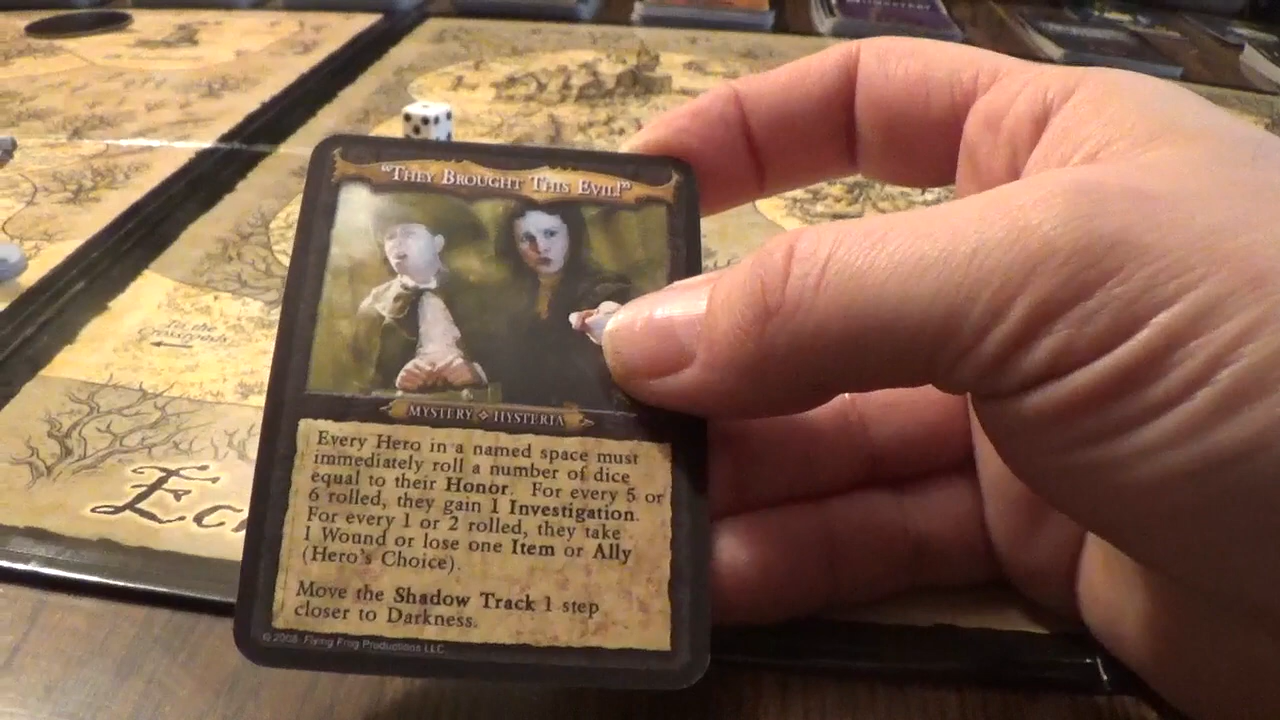 "They Brought This Evil!"
Mystery ✦ Hysteria
Every Hero in a named space must
immediately roll a number of dice
equal to their Honor. For every 5 or
6 rolled, they gain 1 Investigation.
For every 1 or 2 rolled, they take
1 Wound or lose one Item or Ally
(Hero's Choice).
Move the Shadow Track 1 step
closer to Darkness.
© 2008 Flying Frog Productions LLC
To the
Crossroads